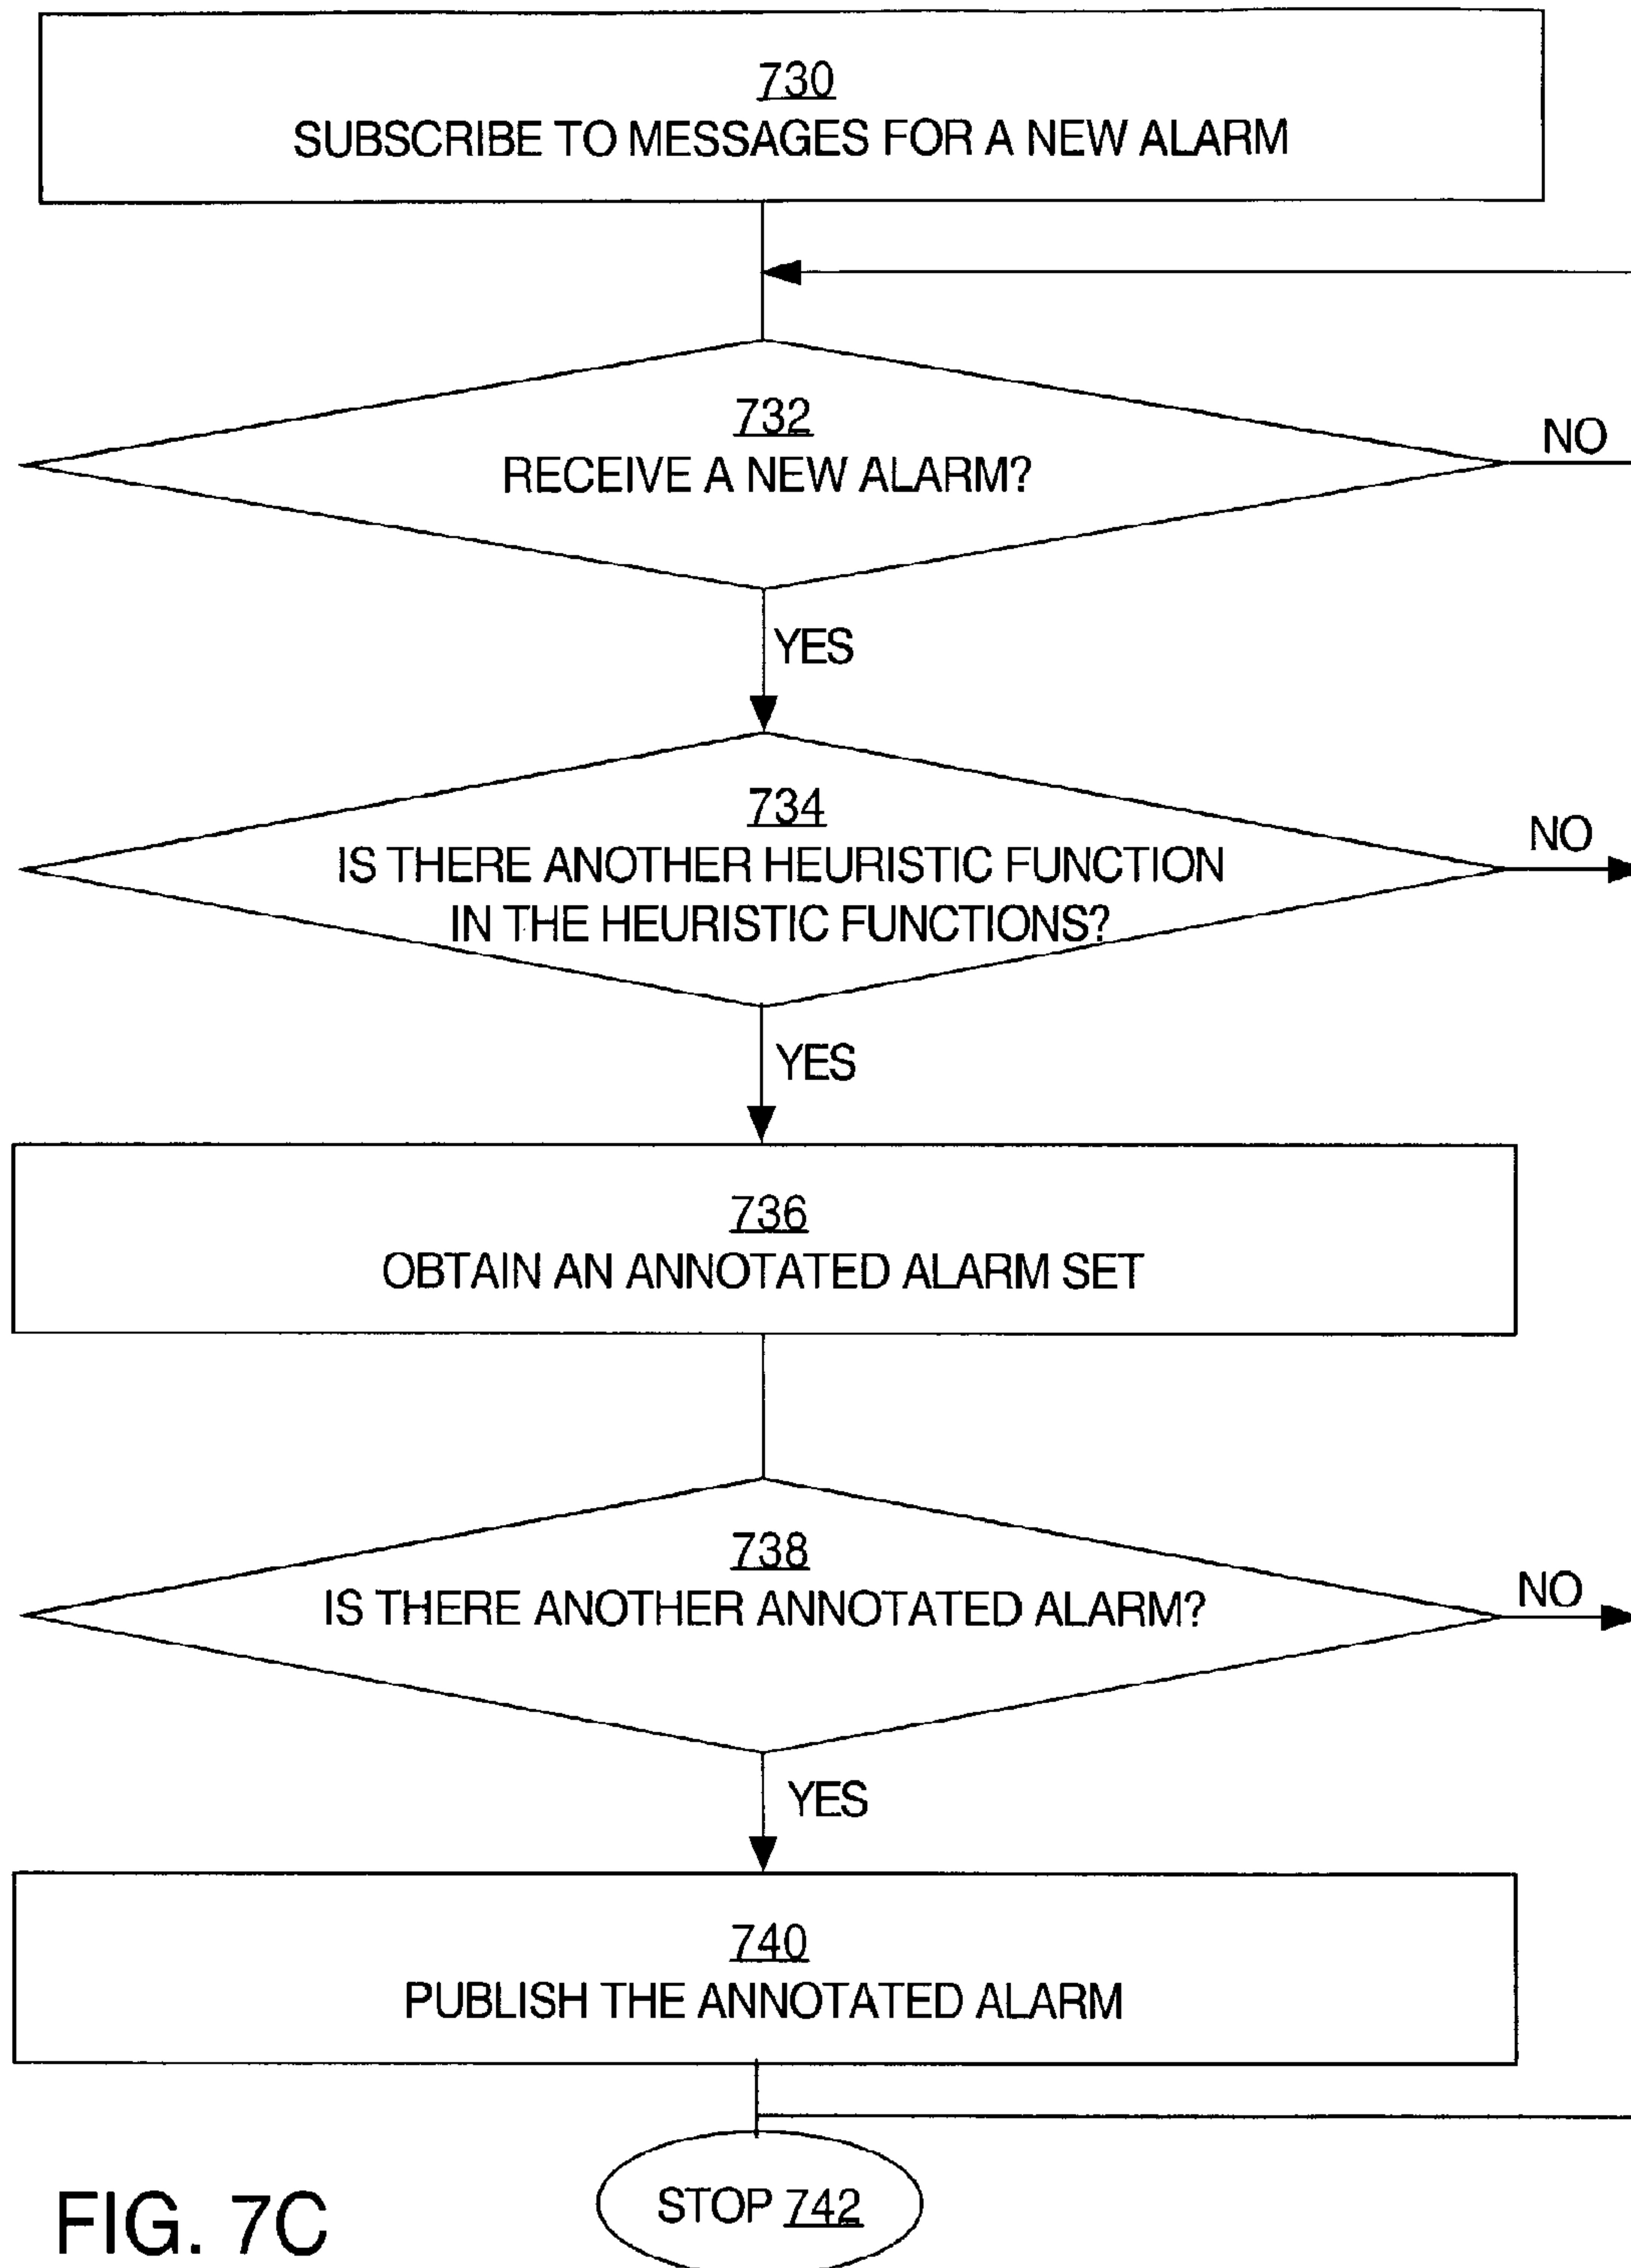 730
SUBSCRIBE TO MESSAGES FOR A NEW ALARM
732
RECEIVE A NEW ALARM?
NO
YES
734
IS THERE ANOTHER HEURISTIC FUNCTION
IN THE HEURISTIC FUNCTIONS?
NO
YES
736
OBTAIN AN ANNOTATED ALARM SET
738
IS THERE ANOTHER ANNOTATED ALARM?
NO
YES
740
PUBLISH THE ANNOTATED ALARM
STOP 742
FIG. 7C